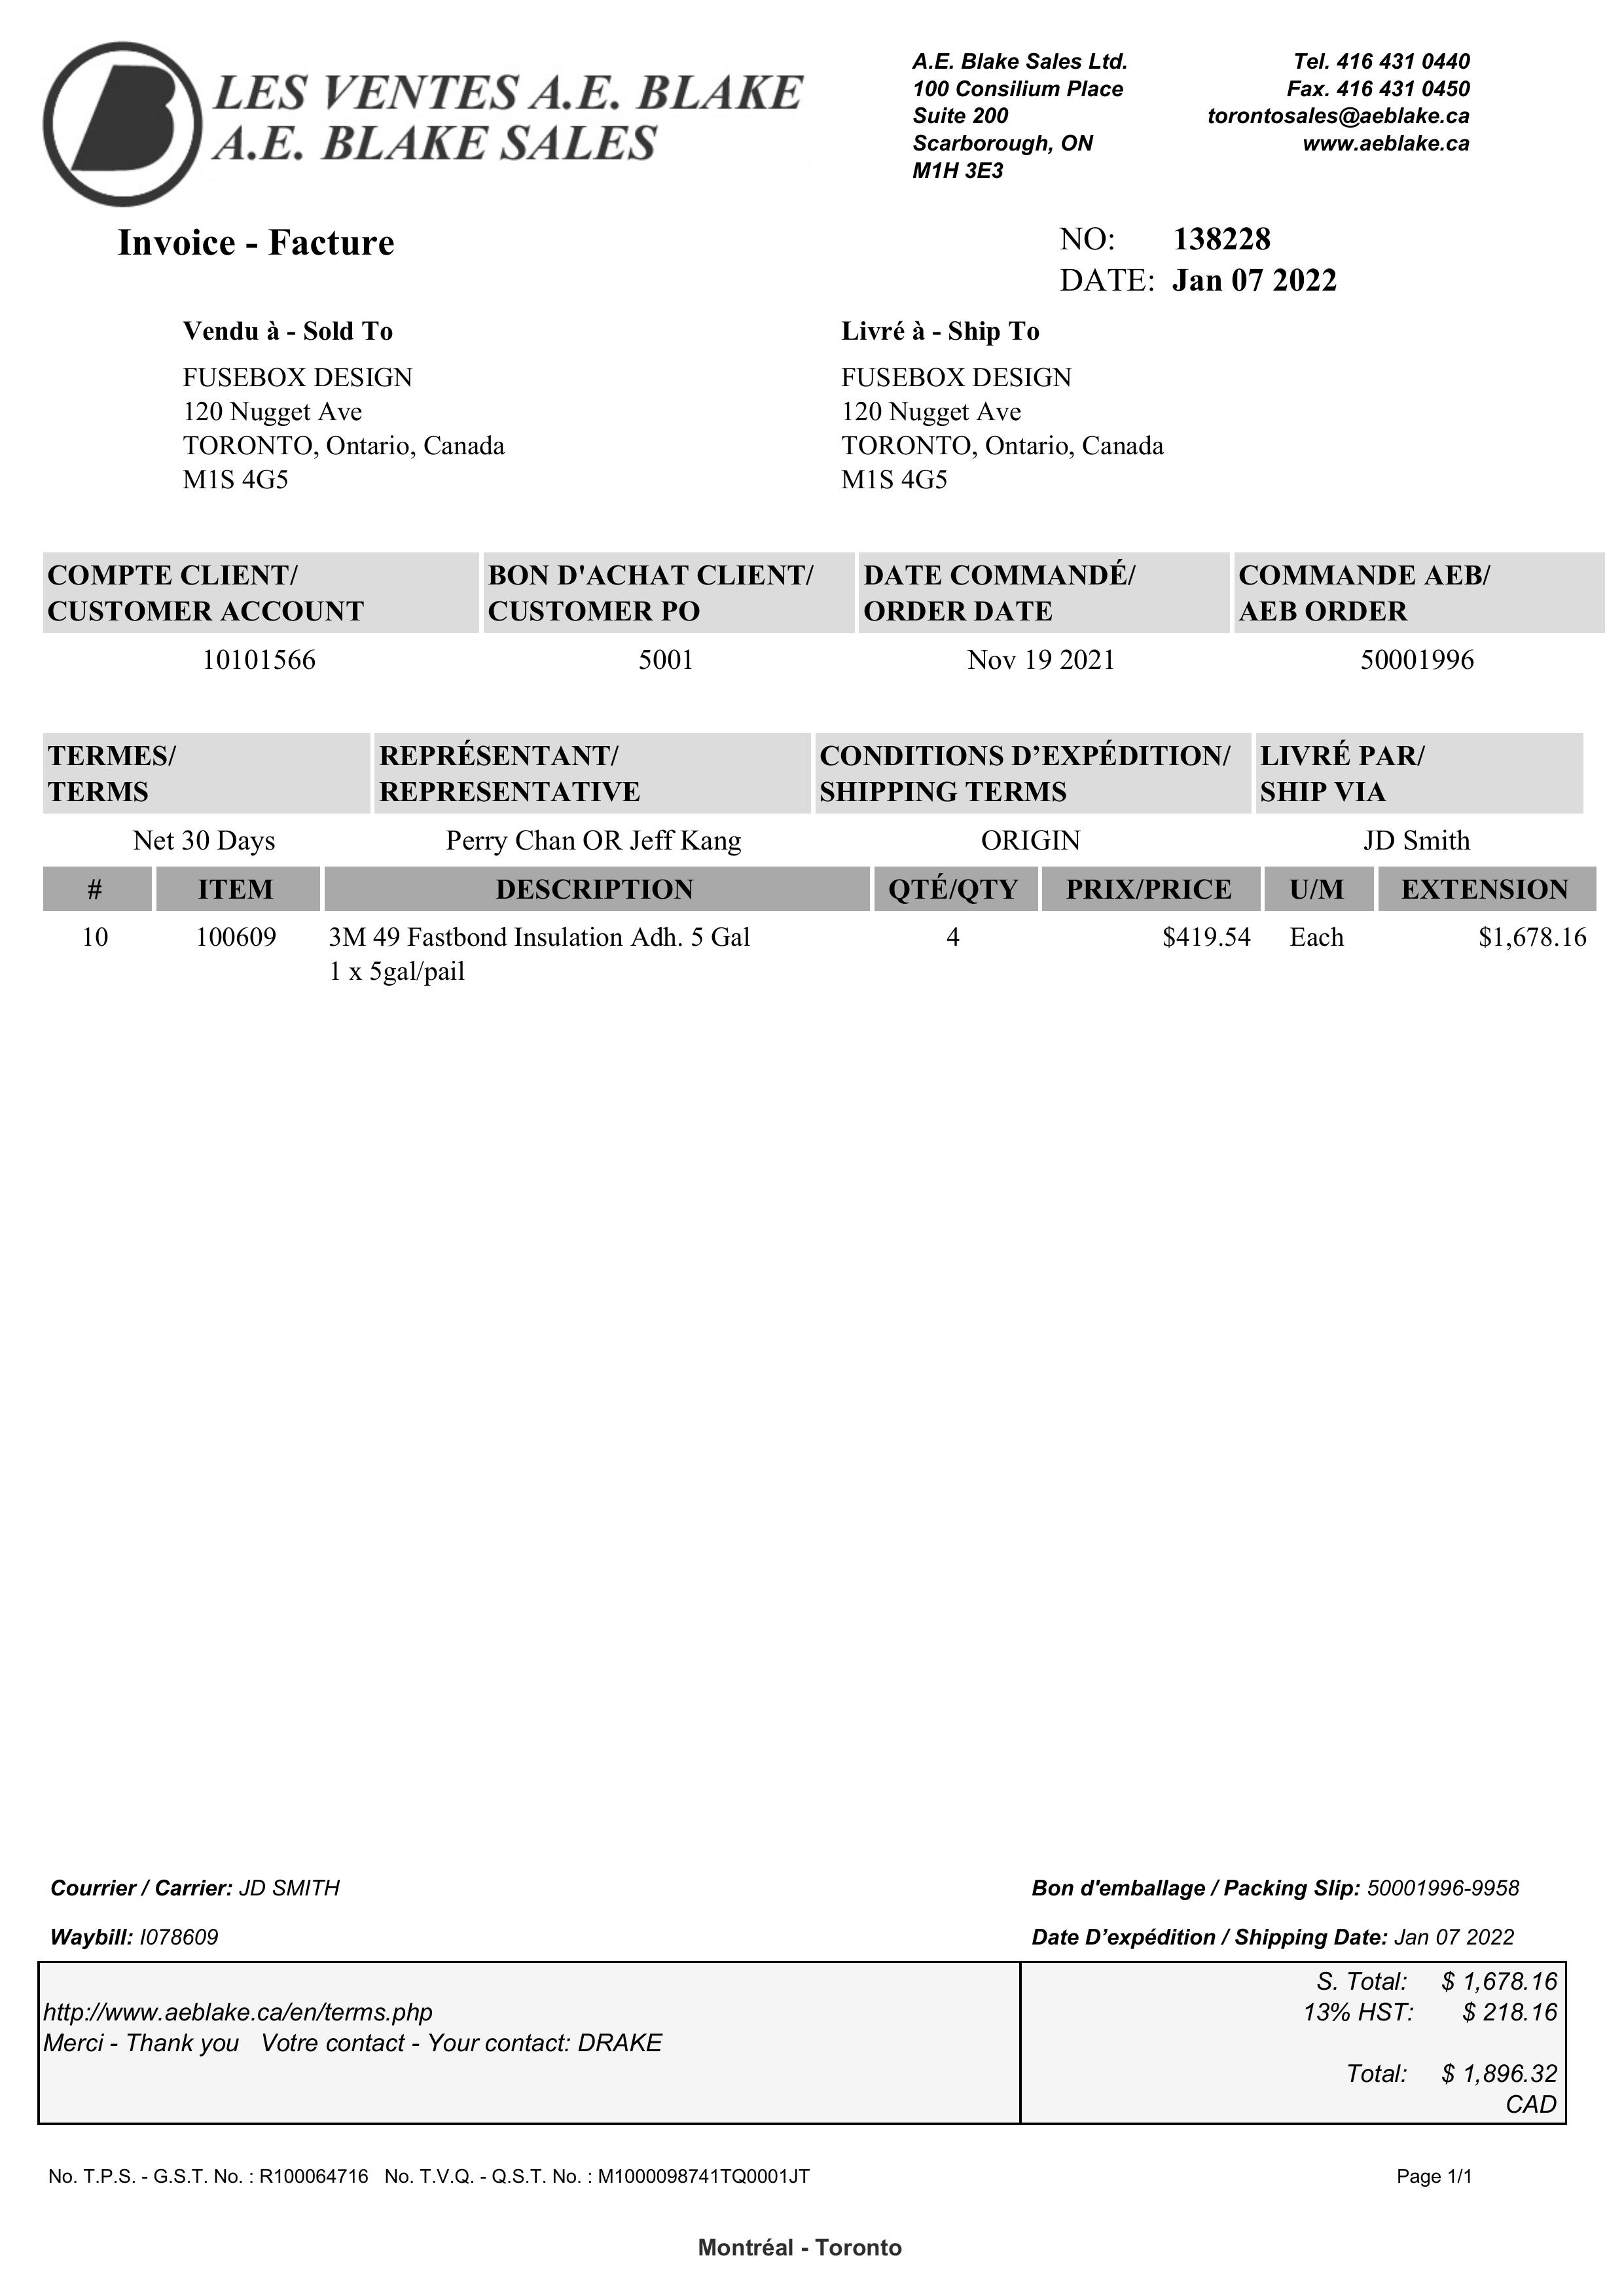 LES VENTES A.E. BLAKE
A.E. BLAKE SALES
A.E. Blake Sales Ltd.
100 Consilium Place
Suite 200
Scarborough, ON
M1H 3E3
Tel. 416 431 0440
Fax. 416 431 0450
torontosales@aeblake.ca
www.aeblake.ca
Invoice - Facture
NO: 138228
DATE: Jan 07 2022
Vendu à - Sold To
FUSEBOX DESIGN
120 Nugget Ave
TORONTO, Ontario, Canada
M1S 4G5
Livré à - Ship To
FUSEBOX DESIGN
120 Nugget Ave
TORONTO, Ontario, Canada
M1S 4G5
COMPTE CLIENT/ BON D'ACHAT CLIENT/ DATE COMMANDÉ/ COMMANDE AEB/
CUSTOMER ACCOUNT CUSTOMER PO ORDER DATE AEB ORDER
10101566 5001 Nov 19 2021 50001996
TERMES/ REPRÉSENTANT/ CONDITIONS D’EXPÉDITION/ LIVRÉ PAR/
TERMS REPRESENTATIVE SHIPPING TERMS SHIP VIA
Net 30 Days Perry Chan OR Jeff Kang ORIGIN JD Smith
# ITEM DESCRIPTION QTÉ/QTY PRIX/PRICE U/M EXTENSION
10 100609 3M 49 Fastbond Insulation Adh. 5 Gal 4 $419.54 Each $1,678.16
1 x 5gal/pail
Courrier / Carrier: JD SMITH
Bon d'emballage / Packing Slip: 50001996-9958
Waybill: I078609
Date D’expédition / Shipping Date: Jan 07 2022
http://www.aeblake.ca/en/terms.php
Merci - Thank you Votre contact - Your contact: DRAKE
S. Total: $ 1,678.16
13% HST: $ 218.16
Total: $ 1,896.32
CAD
No. T.P.S. - G.S.T. No. : R100064716 No. T.V.Q. - Q.S.T. No. : M1000098741TQ0001JT
Page 1/1
Montréal - Toronto